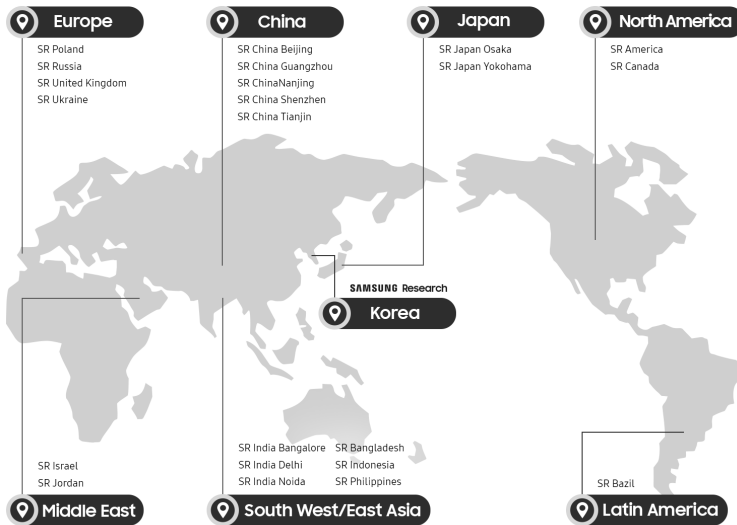 Europe
SR Poland
SR Russia
SR United Kingdom
SR Ukraine
China
SR China Beijing
SR China Guangzhou
SR ChinaNanjing
SR China Shenzhen
SR China Tianjin
Japan
SR Japan Osaka
SR Japan Yokohama
North America
SR America
SR Canada
SAMSUNG Research
Korea
SR Israel
SR Jordan
Middle East
SR India Bangalore SR Bangladesh
SR India Delhi SR Indonesia
SR India Noida SR Philippines
South West/East Asia
SR Bazil
Latin America